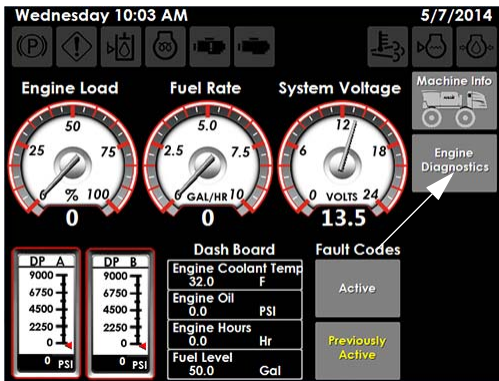 Wednesday 10:03 AM 5/7/2014
(P)
Engine Load
Fuel Rate
System Voltage
Machine Info
50
25 75
0 % 100
0
5.0
2.5 7.5
0 GAL/HR 10
0
12
6 18
0 VOLTS 24
13.5
Engine
Diagnostics
DP A
9000
6750
4500
2250
0
0 PSI
DP B
9000
6750
4500
2250
0
0 PSI
Dash Board
Engine Coolant Temp
32.0 F
Engine Oil
0.0 PSI
Engine Hours
0.0 Hr
Fuel Level
50.0 Gal
Fault Codes
Active
Previously
Active